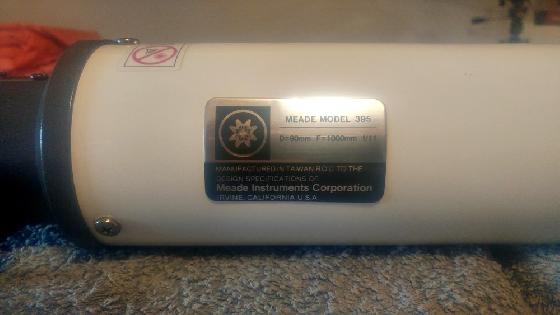 MEADE MODEL 395
D=90mm F=1000mm f/11
MANUFACTURED IN TAIWAN R.O.C. TO THE
DESIGN SPECIFICATIONS OF
Meade Instruments Corporation
IRVINE, CALIFORNIA U.S.A.